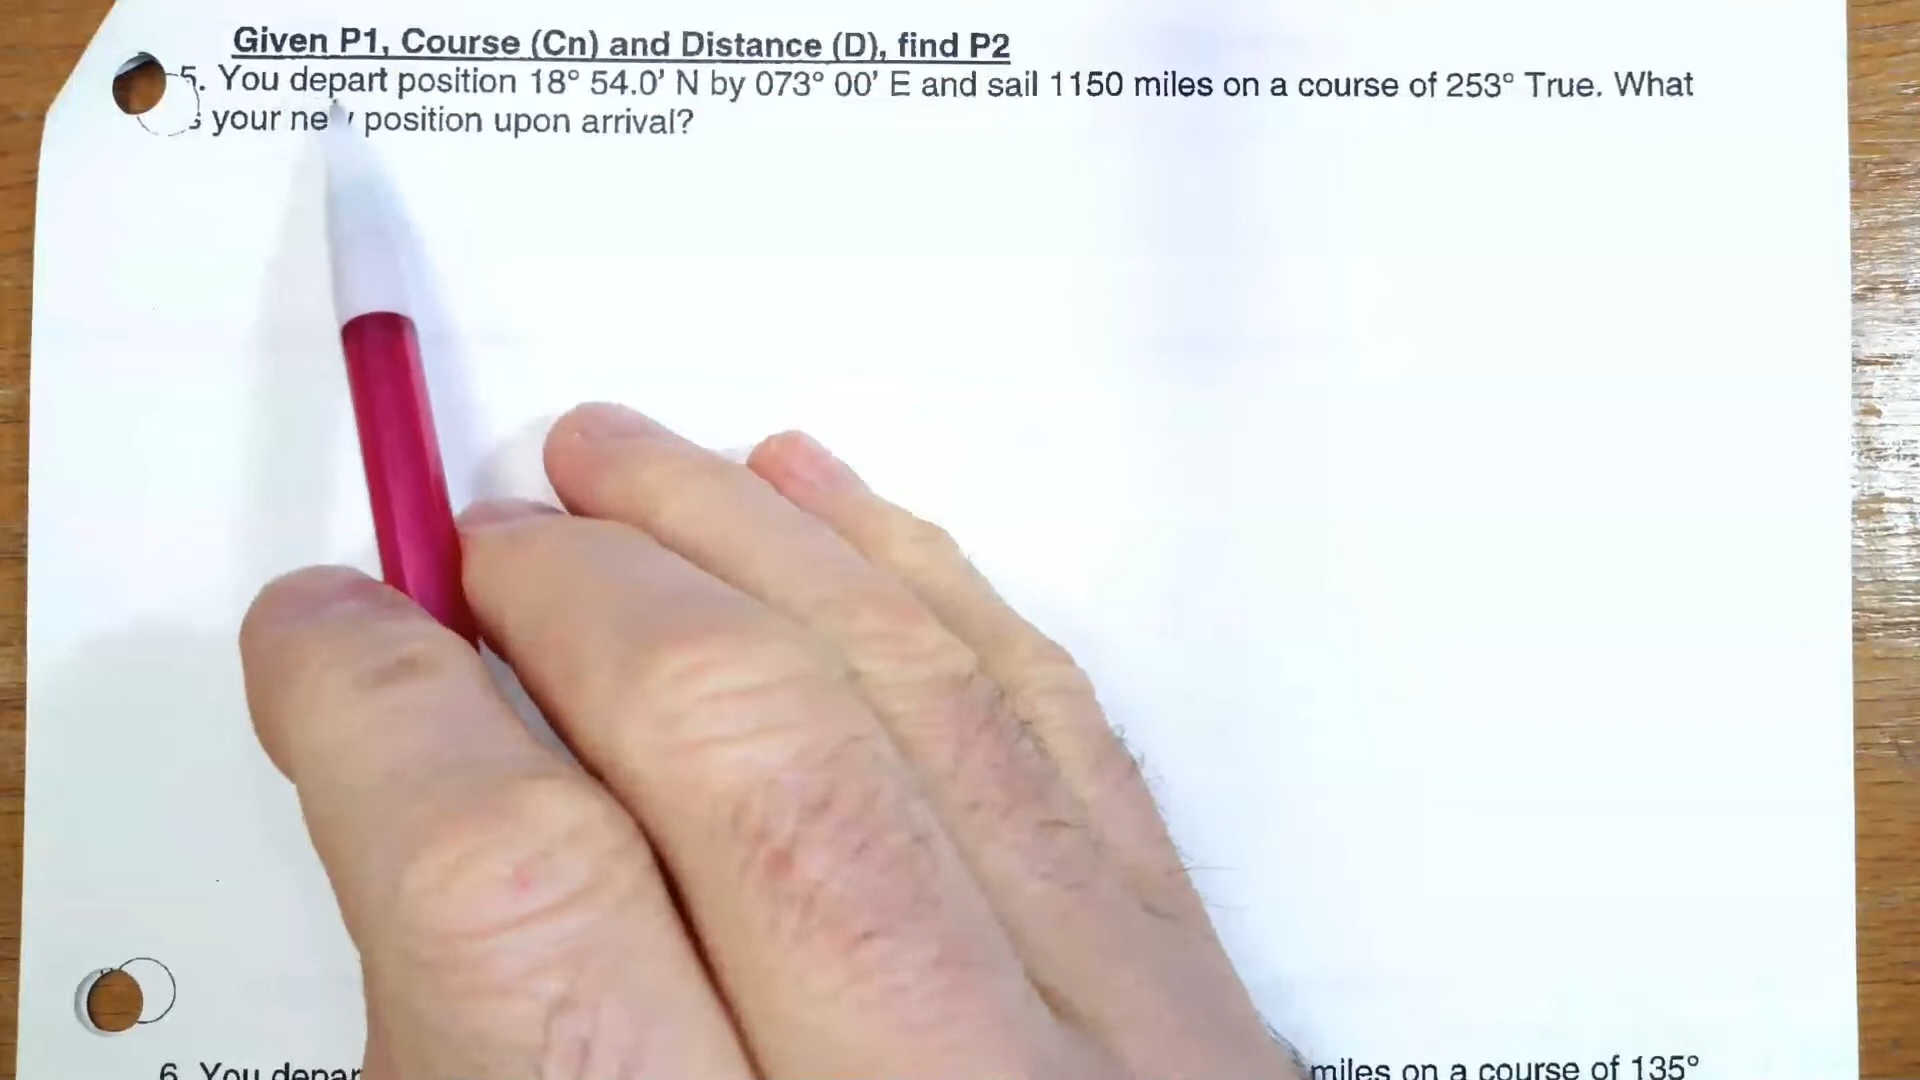 Given P1, Course (Cn) and Distance (D), find P2
5. You depart position 18° 54.0' N by 073° 00' E and sail 1150 miles on a course of 253° True. What
your position upon arrival?
6. You depar miles on a course of 135°